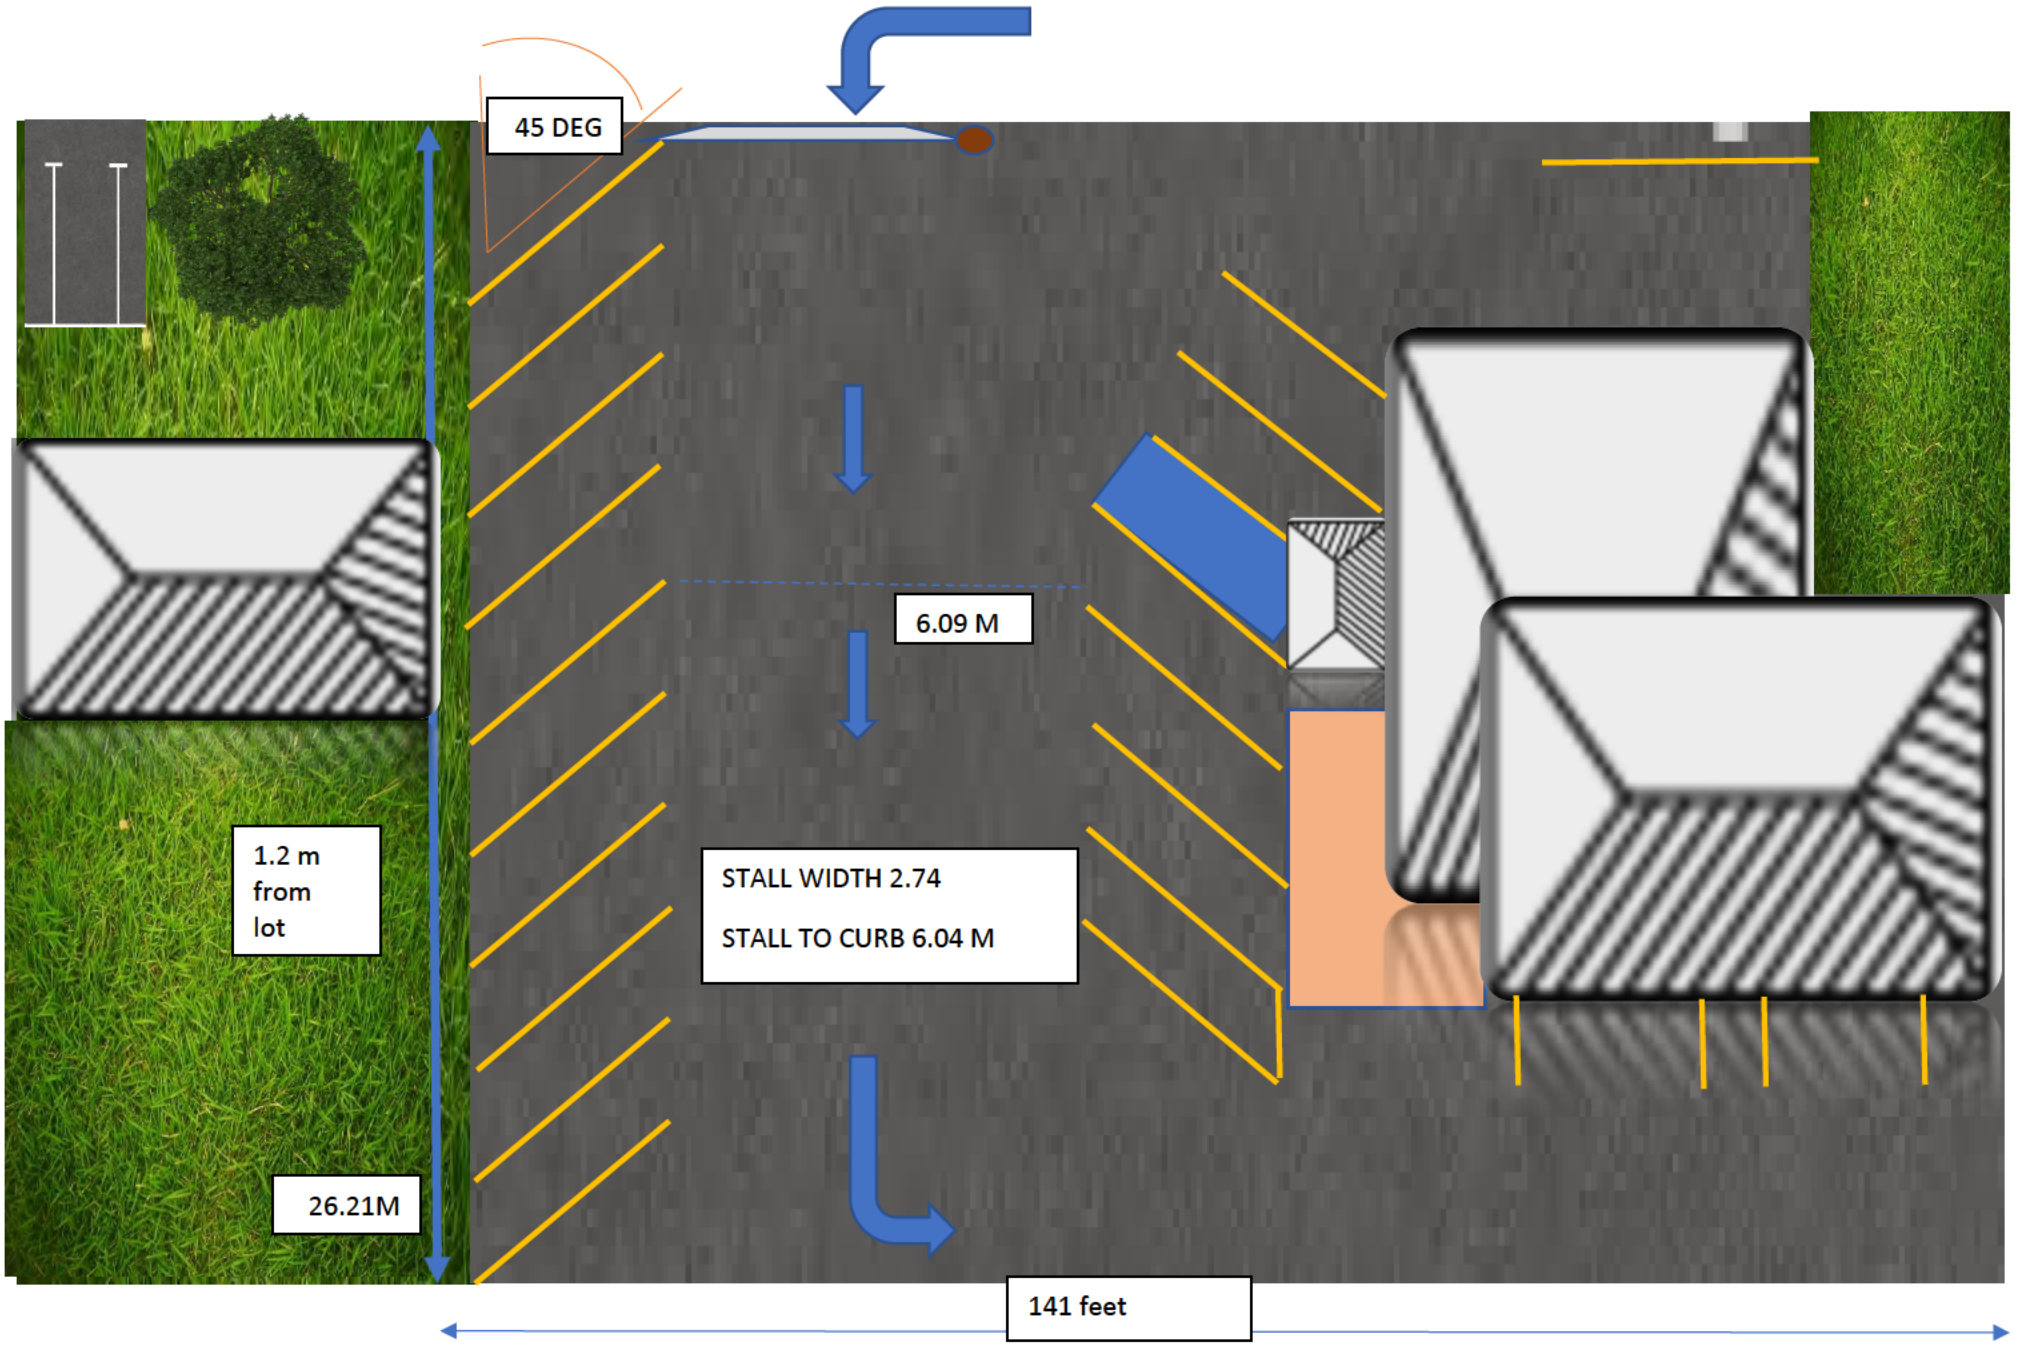 45 DEG
6.09 M
1.2 m
from
lot
STALL WIDTH 2.74
STALL TO CURB 6.04 M
26.21M
141 feet